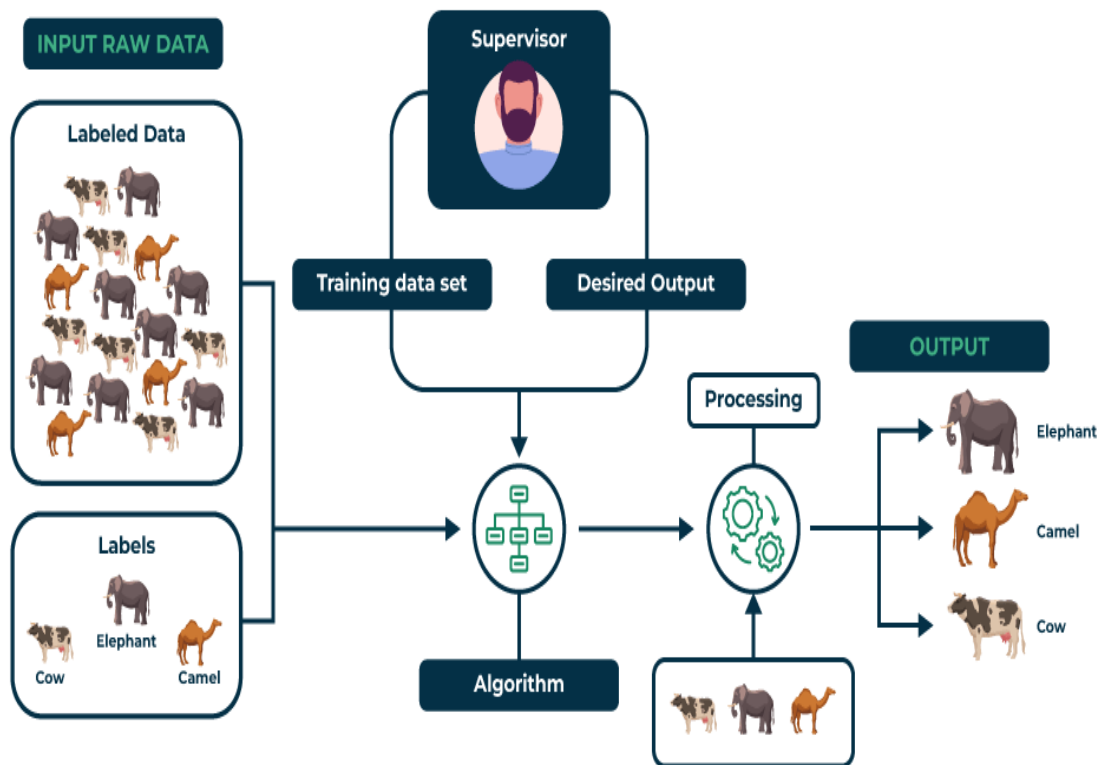 INPUT RAW DATA
Supervisor
Labeled Data
Training data set
Desired Output
OUTPUT
Processing
Elephant
Camel
Cow
Labels
Elephant
Cow
Camel
Algorithm